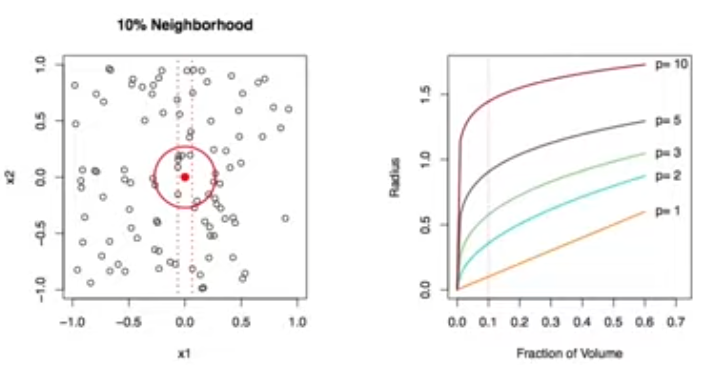 10% Neighborhood
x2
1.0
0.5
0.0
−0.5
−1.0
−1.0 −0.5 0.0 0.5 1.0
x1
Radius
1.5
1.0
0.5
0.0
p= 10
p= 5
p= 3
p= 2
p= 1
0.0 0.1 0.2 0.3 0.4 0.5 0.6 0.7
Fraction of Volume